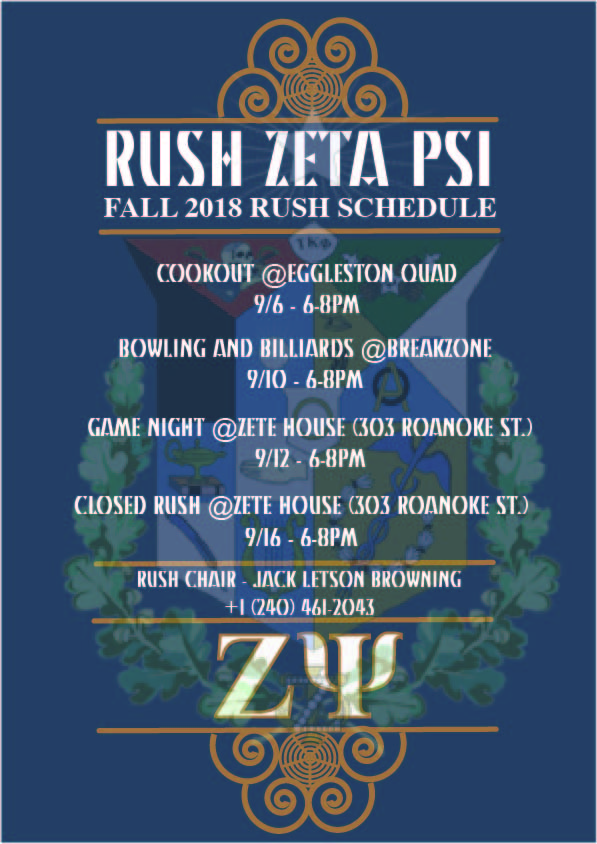 RUSH ZETA PSI
FALL 2018 RUSH SCHEDULE
ΤΚΦ
COOKOUT @EGGLESTON QUAD
9/6 - 6-8PM
BOWLING AND BILLIARDS @BREAKZONE
9/10 - 6-8PM
GAME NIGHT @ZETE HOUSE (303 ROANOKE ST.)
9/12 - 6-8PM
CLOSED RUSH @ZETE HOUSE (303 ROANOKE ST.)
9/16 - 6-8PM
RUSH CHAIR - JACK LETSON BROWNING
+1 (240) 461-2043
ΖΨ